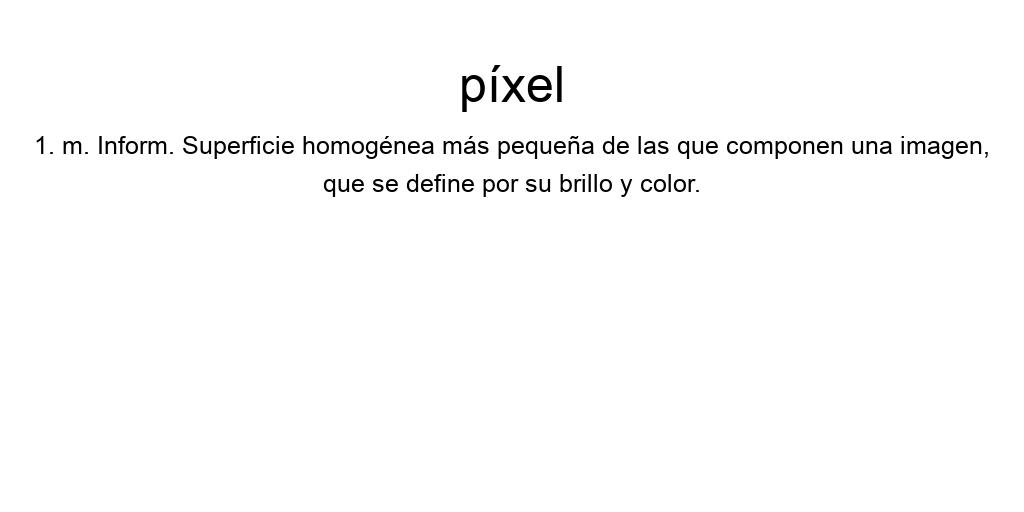 píxel
1. m. Inform. Superficie homogénea más pequeña de las que componen una imagen,
que se define por su brillo y color.